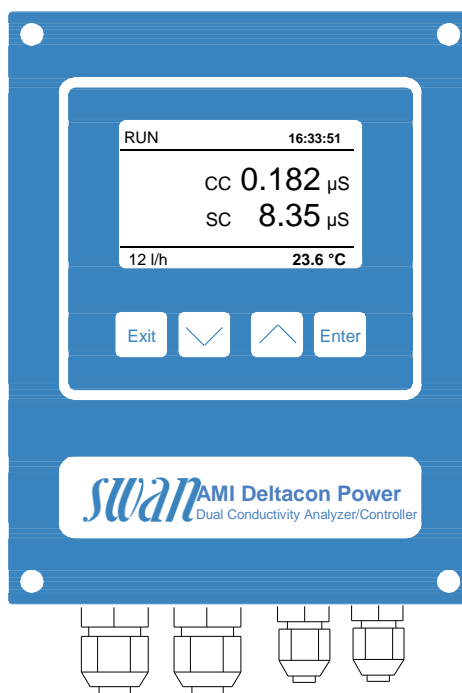 RUN 16:33:51
CC 0.182 µS
SC 8.35 µS
12 l/h 23.6 °C
Exit Enter
swan AMI Deltacon Power
Dual Conductivity Analyzer/Controller